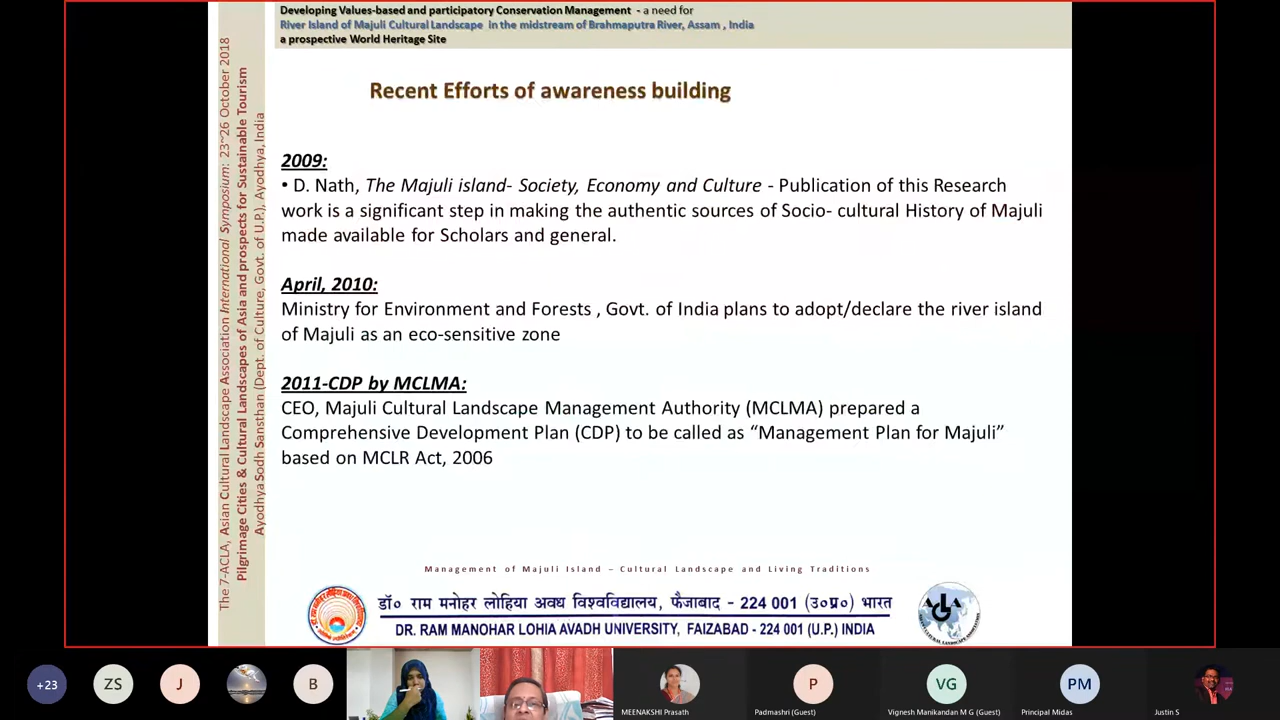 Developing Values-based and participatory Conservation Management - a need for
River Island of Majuli Cultural Landscape in the midstream of Brahmaputra River, Assam , India
a prospective World Heritage Site
The 7-ACLA, Asian Cultural Landscape Association International Symposium: 23~26 October 2018
Pilgrimage Cities & Cultural Landscapes of Asia and prospects for Sustainable Tourism
Ayodhya Sodh Sansthan (Dept. of Culture, Govt. of U.P.), Ayodhya, India
Recent Efforts of awareness building
2009:
• D. Nath, The Majuli island- Society, Economy and Culture - Publication of this Research
work is a significant step in making the authentic sources of Socio- cultural History of Majuli
made available for Scholars and general.
April, 2010:
Ministry for Environment and Forests , Govt. of India plans to adopt/declare the river island
of Majuli as an eco-sensitive zone
2011-CDP by MCLMA:
CEO, Majuli Cultural Landscape Management Authority (MCLMA) prepared a
Comprehensive Development Plan (CDP) to be called as “Management Plan for Majuli”
based on MCLR Act, 2006
Management of Majuli Island – Cultural Landscape and Living Traditions
डॉ० राम मनोहर लोहिया अवध विश्वविद्यालय, फैजाबाद - 224 001 (उ०प्र०) भारत
DR. RAM MANOHAR LOHIA AVADH UNIVERSITY, FAIZABAD - 224 001 (U.P.) INDIA
+23
ZS
J
B
P
VG
PM
MEENAKSHI Prasath
Padmashri (Guest)
Vignesh Manikandan M G (Guest)
Principal Midas
Justin S